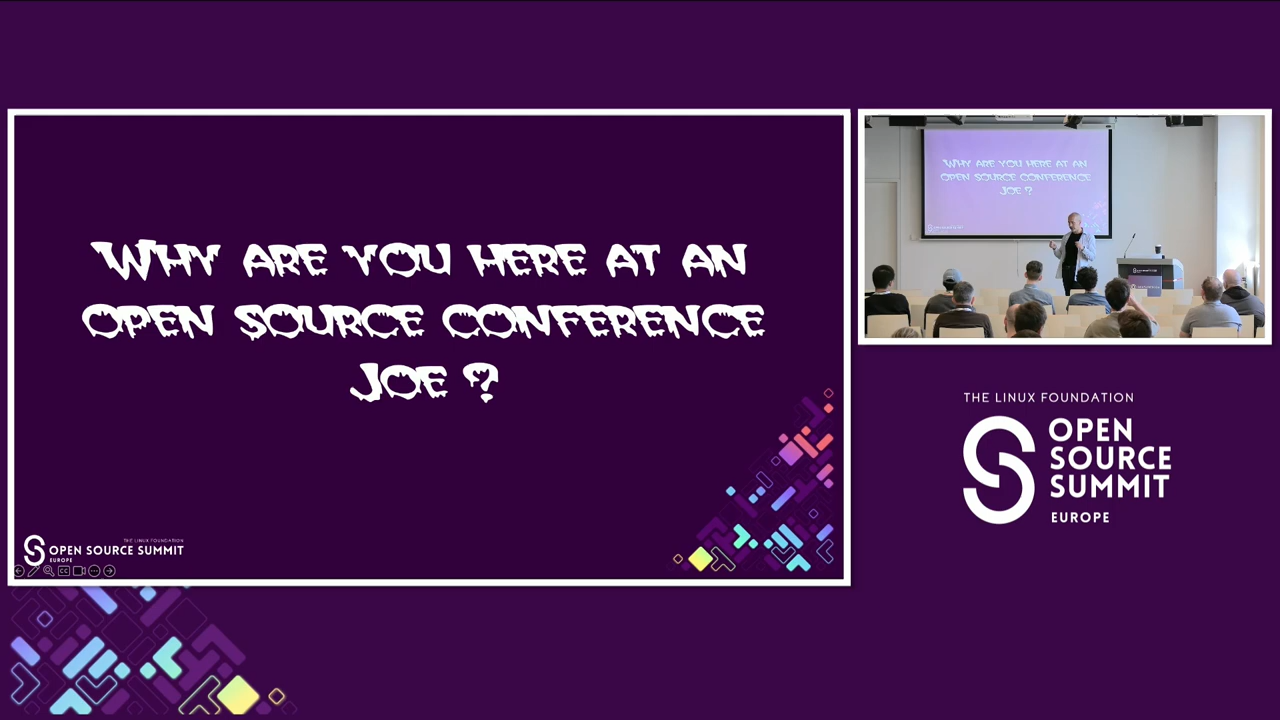 WHY ARE YOU HERE AT AN
OPEN SOURCE CONFERENCE
JOE ?
THE LINUX FOUNDATION
OPEN SOURCE SUMMIT
EUROPE
CC
WHY ARE YOU HERE AT AN
OPEN SOURCE CONFERENCE
JOE ?
THE LINUX FOUNDATION
OPEN
SOURCE
SUMMIT
EUROPE